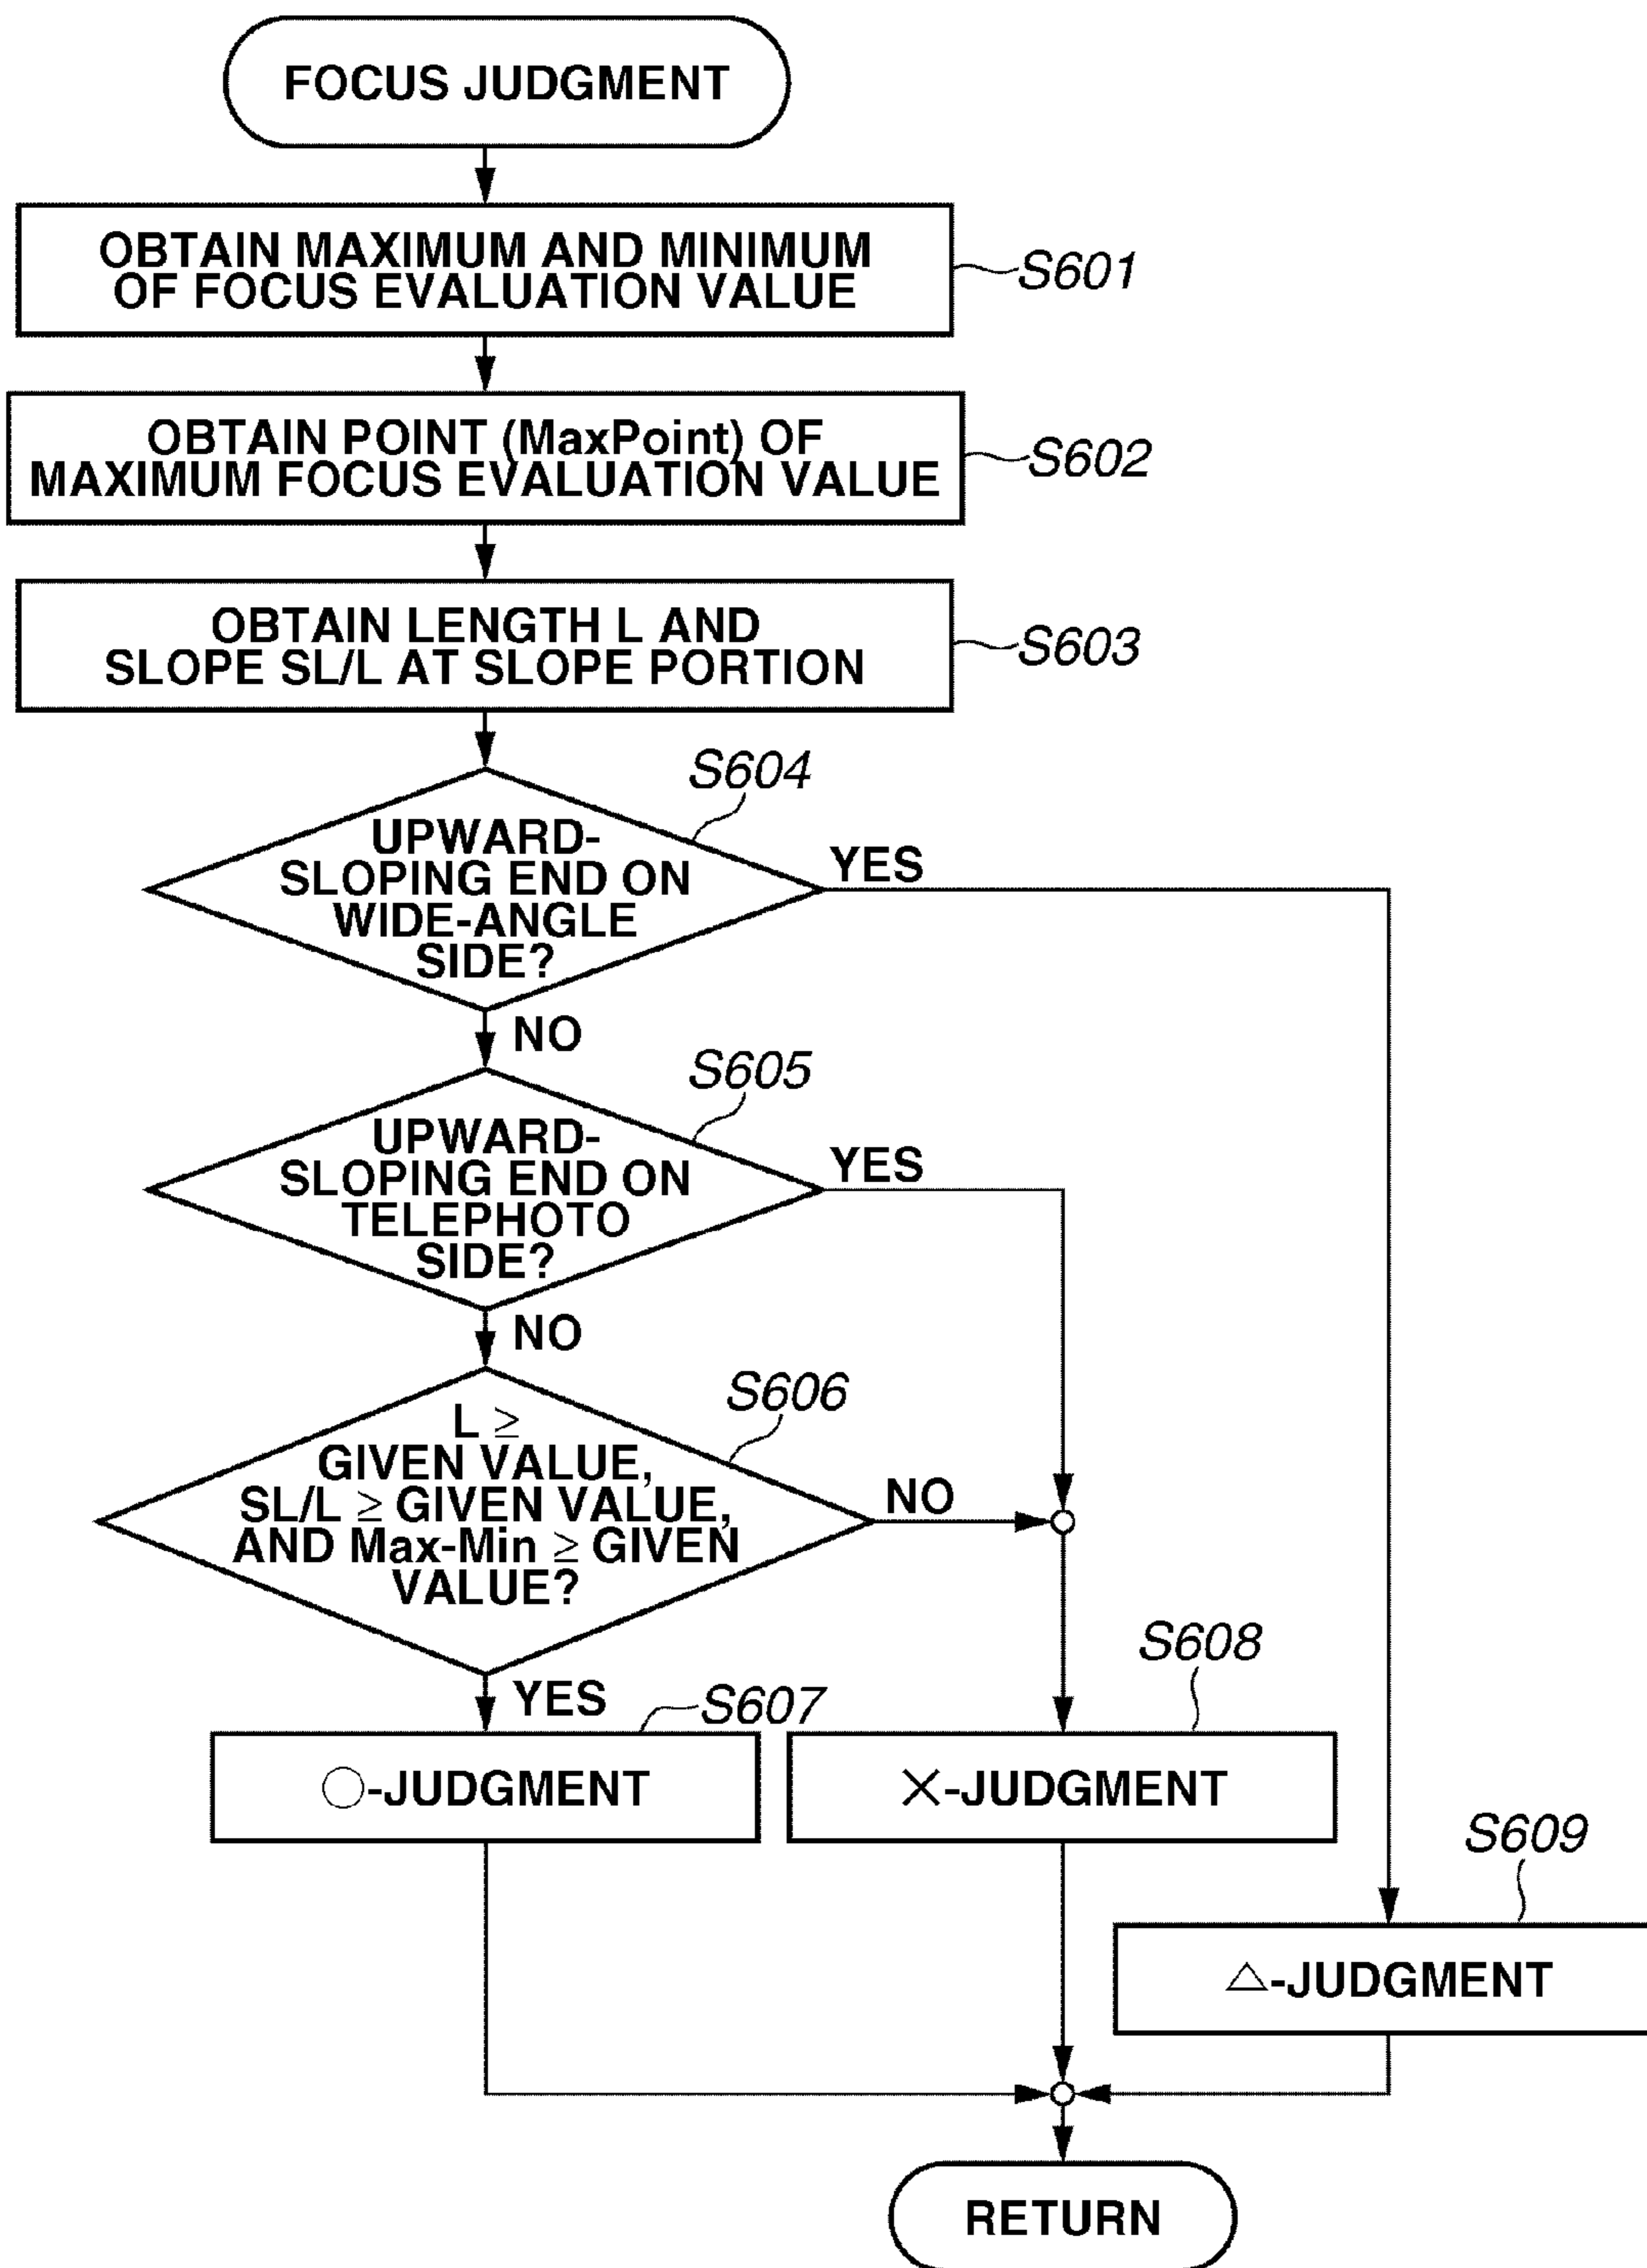 FOCUS JUDGMENT
OBTAIN MAXIMUM AND MINIMUM
OF FOCUS EVALUATION VALUE
S601
OBTAIN POINT (MaxPoint) OF
MAXIMUM FOCUS EVALUATION VALUE
S602
OBTAIN LENGTH L AND
SLOPE SL/L AT SLOPE PORTION
S603
S604
UPWARD-
SLOPING END ON
WIDE-ANGLE
SIDE?
YES
NO
S605
UPWARD-
SLOPING END ON
TELEPHOTO
SIDE?
YES
NO
S606
L ≥
GIVEN VALUE,
SL/L ≥ GIVEN VALUE,
AND Max-Min ≥ GIVEN
VALUE?
NO
YES
S607
○-JUDGMENT
S608
×-JUDGMENT
S609
△-JUDGMENT
RETURN